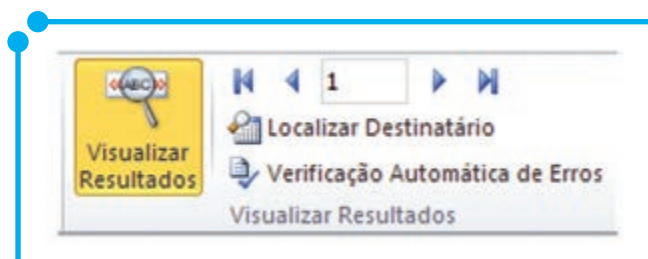 «ABC»
Visualizar
Resultados
1
Localizar Destinatário
Verificação Automática de Erros
Visualizar Resultados